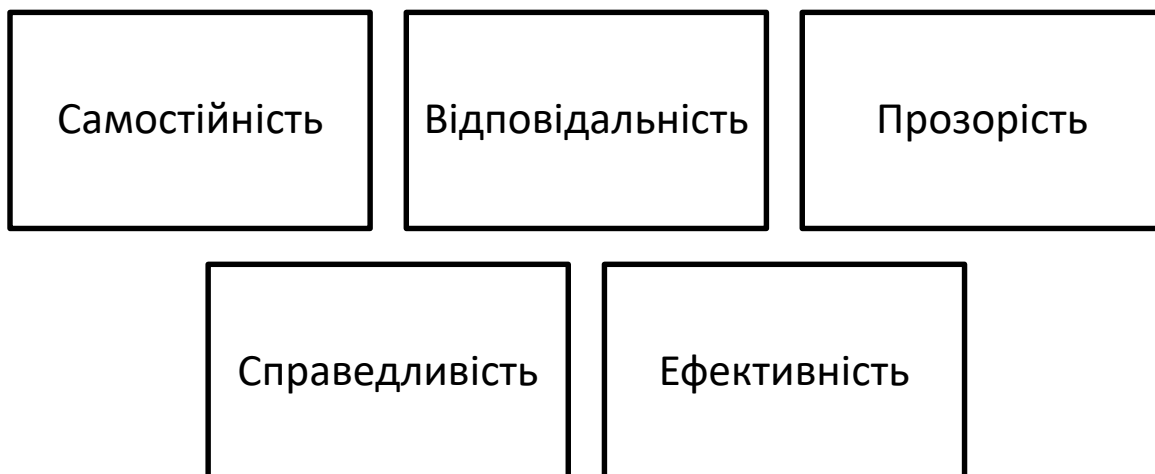 Самостійність
Відповідальність
Прозорість
Справедливість
Ефективність